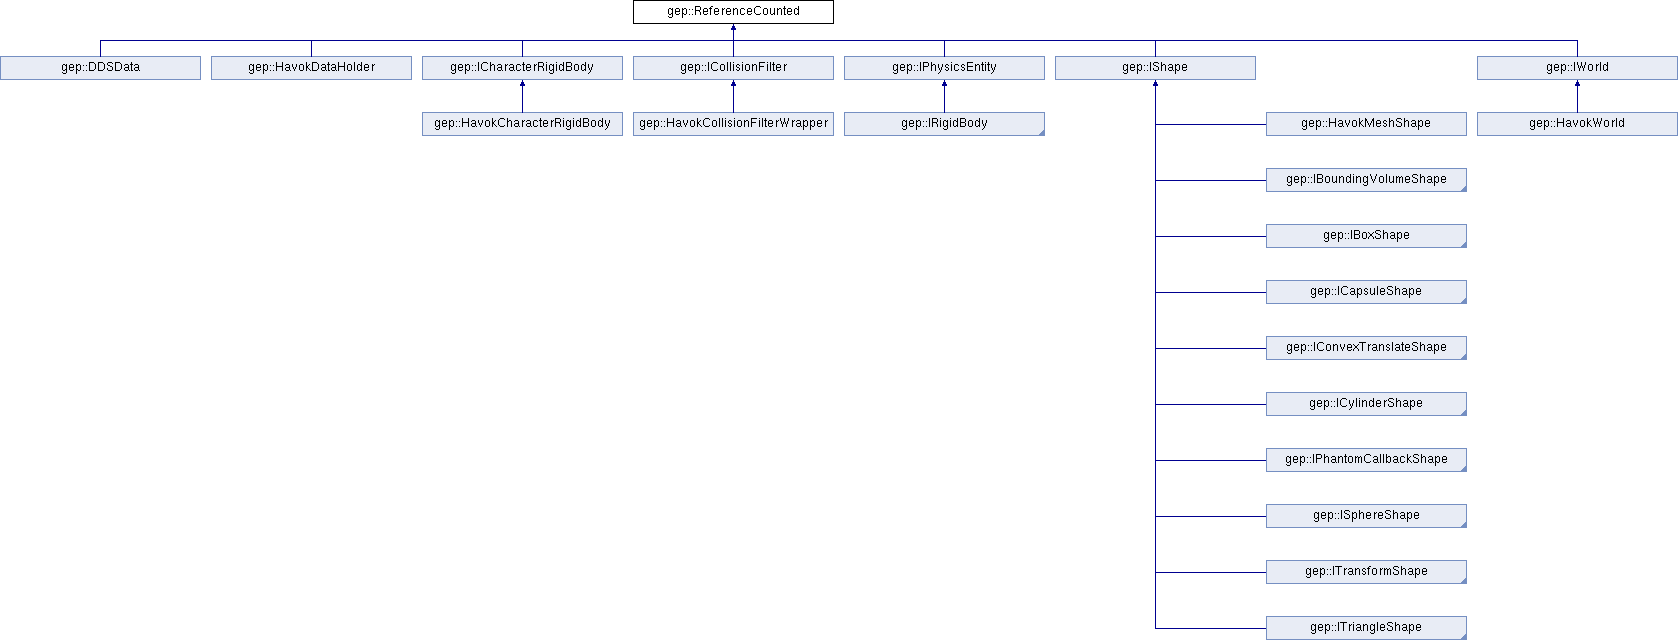 gep::ReferenceCounted
gep::DDSData
gep::HavokDataHolder
gep::ICharacterRigidBody
gep::ICollisionFilter
gep::IPhysicsEntity
gep::IShape
gep::IWorld
gep::HavokCharacterRigidBody
gep::HavokCollisionFilterWrapper
gep::IRigidBody
gep::HavokMeshShape
gep::HavokWorld
gep::IBoundingVolumeShape
gep::IBoxShape
gep::ICapsuleShape
gep::IConvexTranslateShape
gep::ICylinderShape
gep::IPhantomCallbackShape
gep::ISphereShape
gep::ITransformShape
gep::ITriangleShape